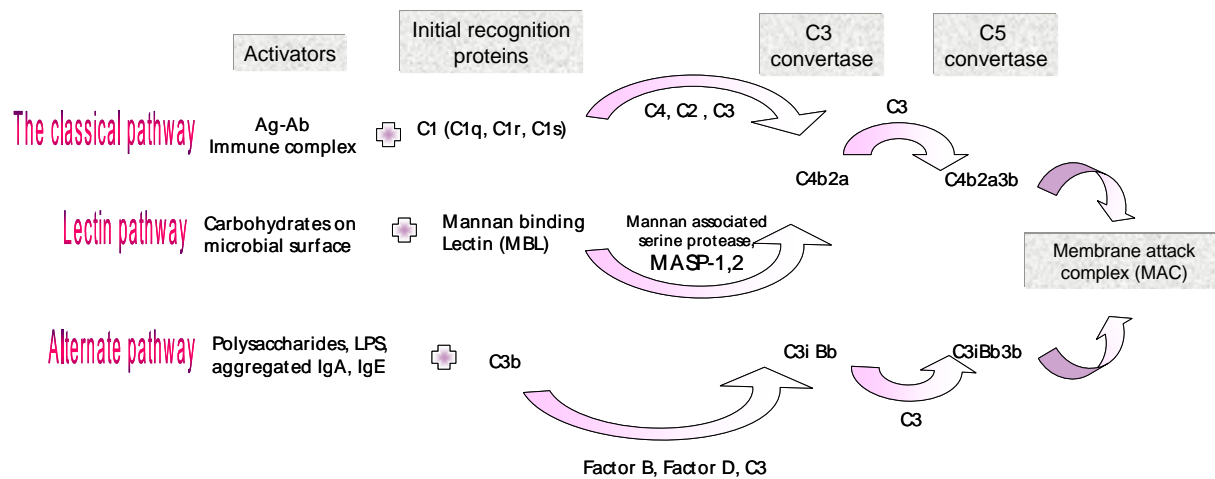 Activators
Initial recognition
proteins
C3
convertase
C5
convertase
The classical pathway
Ag-Ab
Immune complex
C1 (C1q, C1r, C1s)
C4, C2 , C3
C4b2a
C3
C4b2a3b
Lectin pathway
Carbohydrates on
microbial surface
Mannan binding
Lectin (MBL)
Mannan associated
serine protease,
MASP-1,2
Membrane attack
complex (MAC)
Alternate pathway
Polysaccharides, LPS,
aggregated IgA, IgE
C3b
Factor B, Factor D, C3
C3i Bb
C3
C3iBb3b